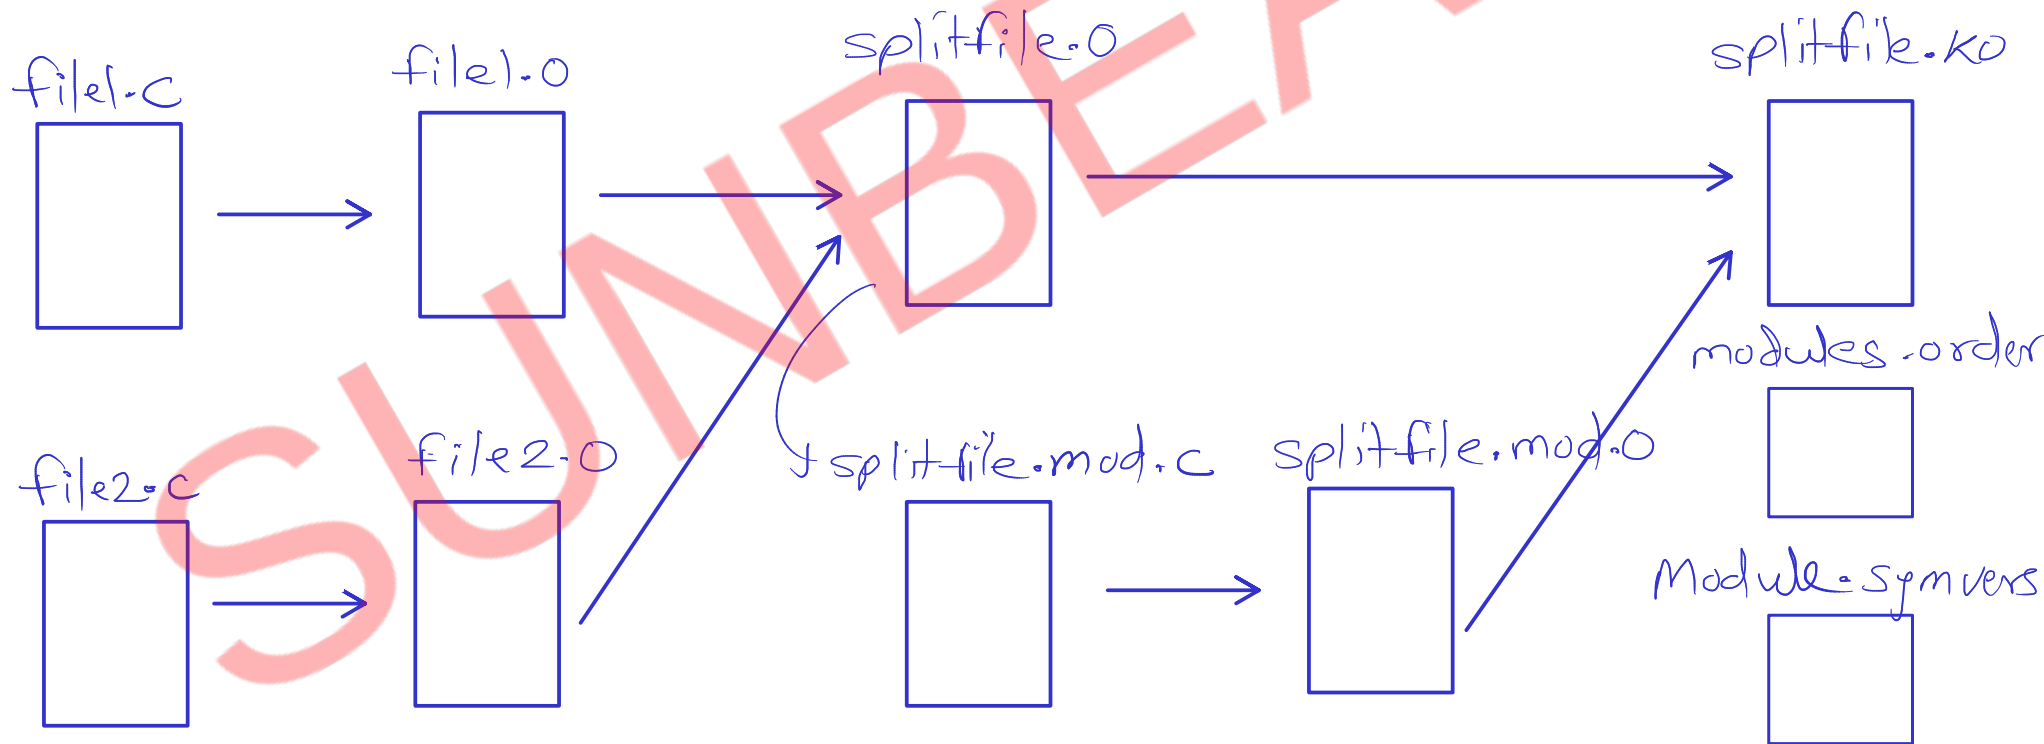 file1.c
file1.o
splitfile.o
splitfile.ko
modules.order
file2.c
file2.o
splitfile.mod.c
splitfile.mod.o
Module.symvers
SUNBEA